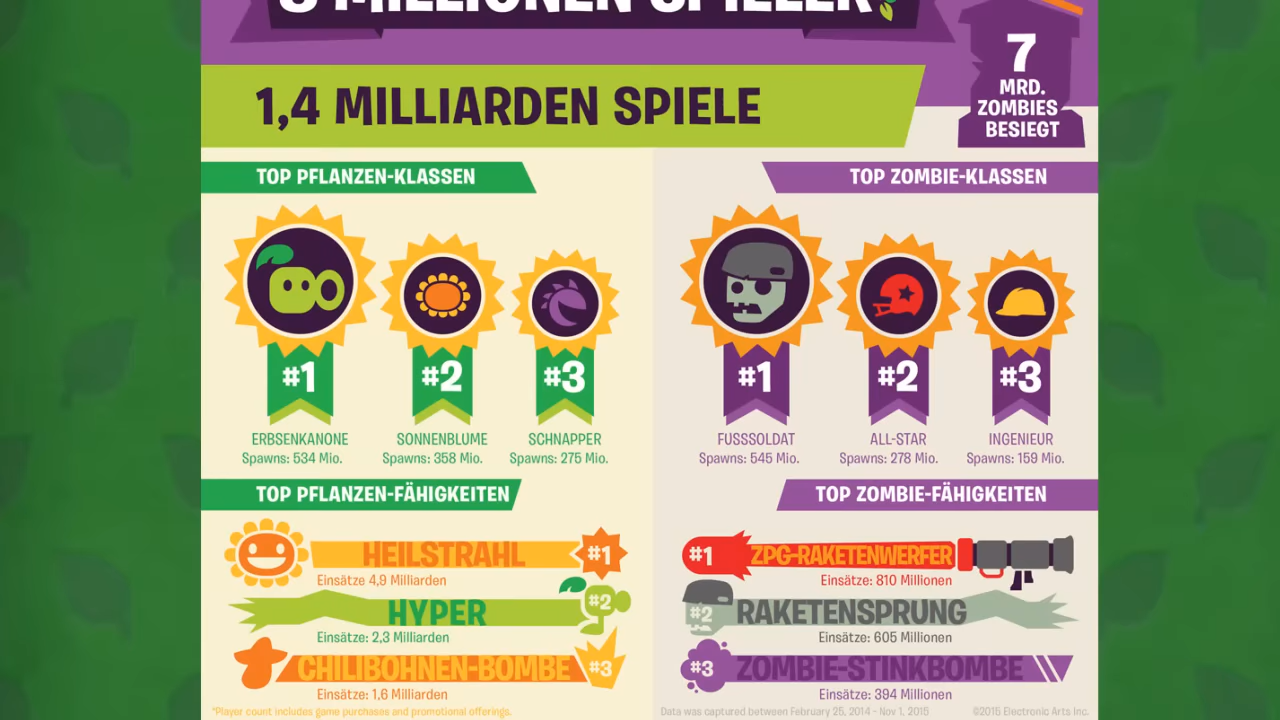 8 MILLIONEN SPIELER*
7
MRD.
ZOMBIES
BESIEGT
1,4 MILLIARDEN SPIELE
TOP PFLANZEN-KLASSEN
#1
#2
#3
ERBSENKANONE
SONNENBLUME
SCHNAPPER
Spawns: 534 Mio.
Spawns: 358 Mio.
Spawns: 275 Mio.
TOP ZOMBIE-KLASSEN
#1
#2
#3
FUSSSOLDAT
ALL-STAR
INGENIEUR
Spawns: 545 Mio.
Spawns: 278 Mio.
Spawns: 159 Mio.
TOP PFLANZEN-FÄHIGKEITEN
HEILSTRAHL #1
Einsätze 4,9 Milliarden
HYPER #2
Einsätze: 2,3 Milliarden
CHILIBOHNEN-BOMBE #3
Einsätze: 1,6 Milliarden
TOP ZOMBIE-FÄHIGKEITEN
#1 ZPG-RAKETENWERFER
Einsätze: 810 Millionen
#2 RAKETENSPRUNG
Einsätze: 605 Millionen
#3 ZOMBIE-STINKBOMBE
Einsätze: 394 Millionen
*Player count includes game purchases and promotional offerings.
Data was captured between February 25, 2014 - Nov 1, 2015
©2015 Electronic Arts Inc.